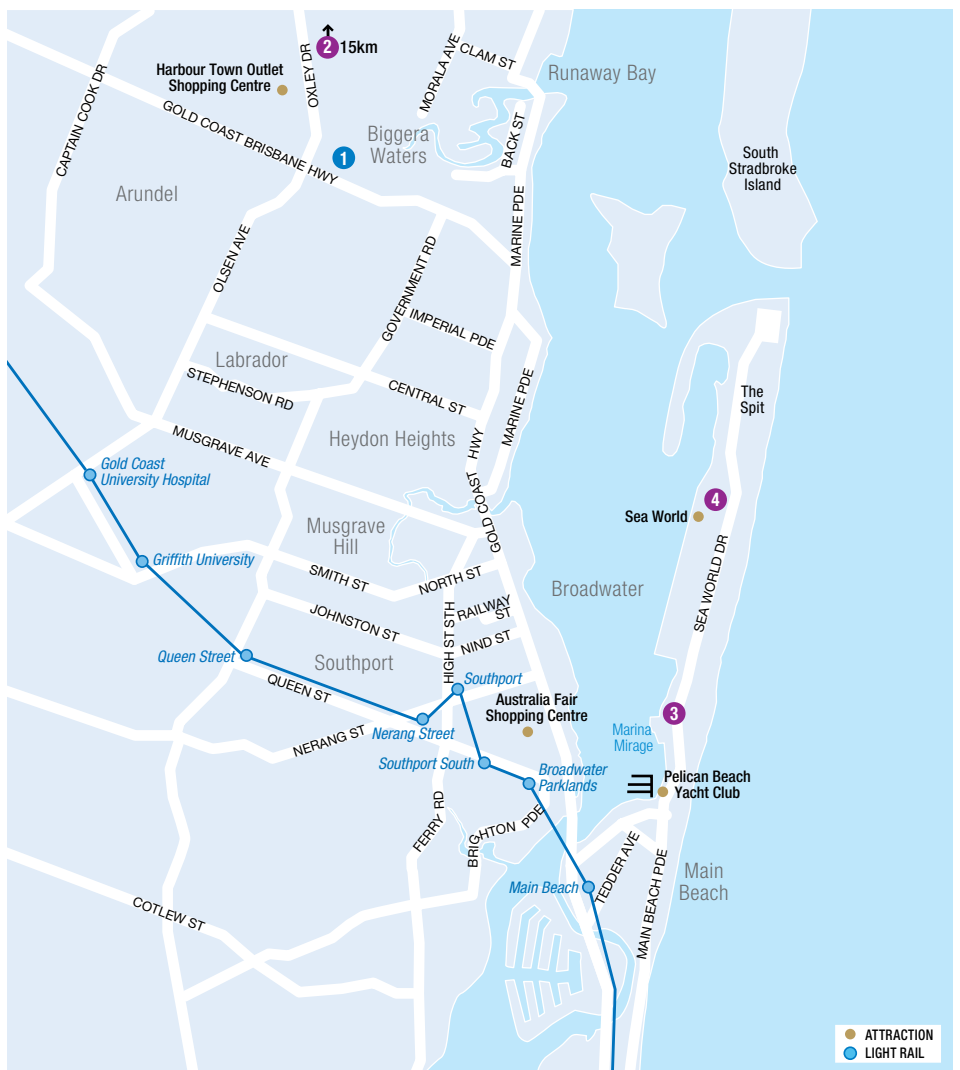 2 15km
Harbour Town Outlet
Shopping Centre
OXLEY DR
MORALA AVE
CLAM ST
Runaway Bay
CAPTAIN COOK DR
GOLD COAST BRISBANE HWY
1
Biggera
Waters
BACK ST
South
Stradbroke
Island
Arundel
MARINE PDE
OLSEN AVE
GOVERNMENT RD
IMPERIAL PDE
Labrador
STEPHENSON RD
CENTRAL ST
MARINE PDE
The
Spit
MUSGRAVE AVE
Heydon Heights
GOLD COAST HWY
Gold Coast
University Hospital
4
Sea World
Musgrave
Hill
Griffith University
SMITH ST
NORTH ST
Broadwater
SEA WORLD DR
JOHNSTON ST
RAILWAY
ST
HIGH ST STH
NIND ST
Queen Street
Southport
QUEEN ST
Southport
Australia Fair
Shopping Centre
3
Marina
Mirage
NERANG ST
Nerang Street
Southport South
Broadwater
Parklands
Pelican Beach
Yacht Club
FERRY RD
BRIGHTON PDE
TEDDER AVE
Main
Beach
Main Beach
MAIN BEACH PDE
COTLEW ST
ATTRACTION
LIGHT RAIL